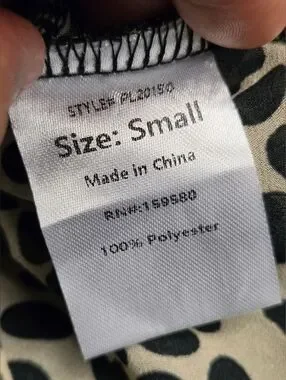 STYLE# PL20150
Size: Small
Made in China
RN#:159580
100% Polyester